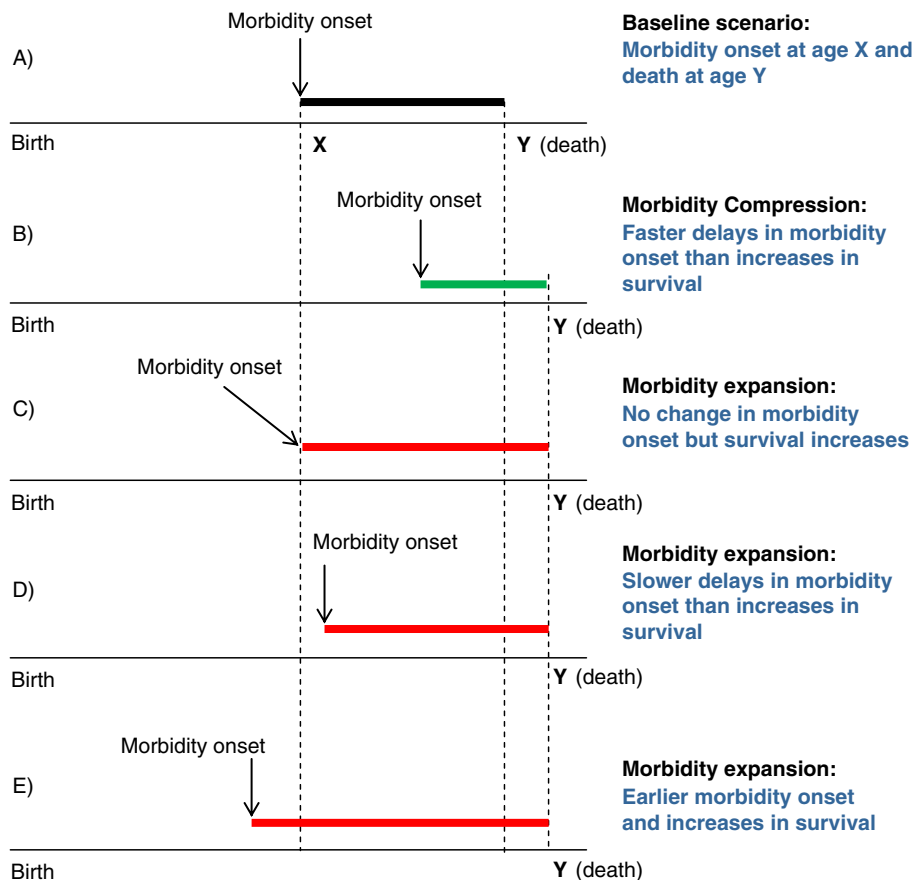 Morbidity onset
Baseline scenario:
A)
Morbidity onset at age X and
death at age Y
Birth
X
Y (death)
Morbidity onset
Morbidity Compression:
B)
Faster delays in morbidity
onset than increases in
survival
Birth
Y (death)
Morbidity onset
Morbidity expansion:
C)
No change in morbidity
onset but survival increases
Birth
Y (death)
Morbidity onset
Morbidity expansion:
D)
Slower delays in morbidity
onset than increases in
survival
Birth
Y (death)
Morbidity onset
Morbidity expansion:
E)
Earlier morbidity onset
and increases in survival
Birth
Y (death)